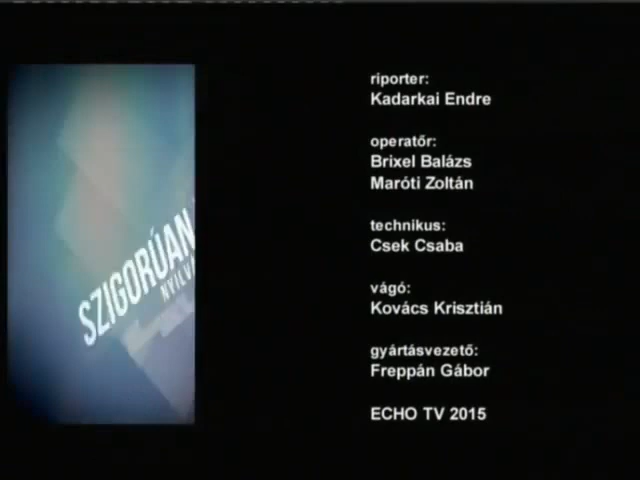 SZIGORÚAN
riporter:
Kadarkai Endre
operatőr:
Brixel Balázs
Maróti Zoltán
technikus:
Csek Csaba
vágó:
Kovács Krisztián
gyártásvezető:
Freppán Gábor
ECHO TV 2015